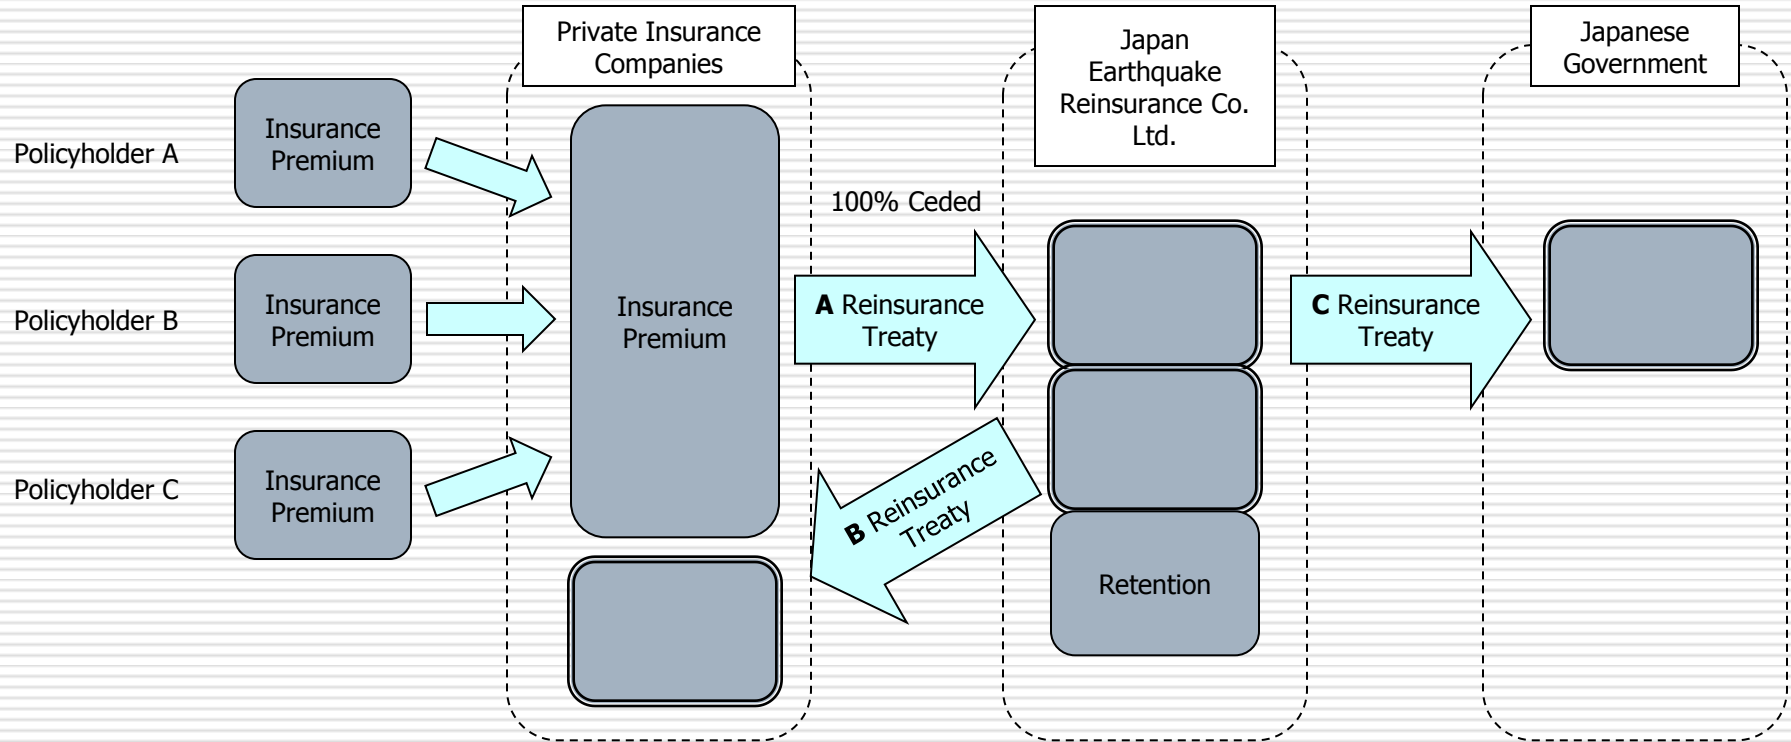 Private Insurance
Companies
Japan
Earthquake
Reinsurance Co.
Ltd.
Japanese
Government
Policyholder A
Insurance
Premium
Policyholder B
Insurance
Premium
Policyholder C
Insurance
Premium
Insurance
Premium
100% Ceded
A Reinsurance
Treaty
B Reinsurance
Treaty
Retention
C Reinsurance
Treaty